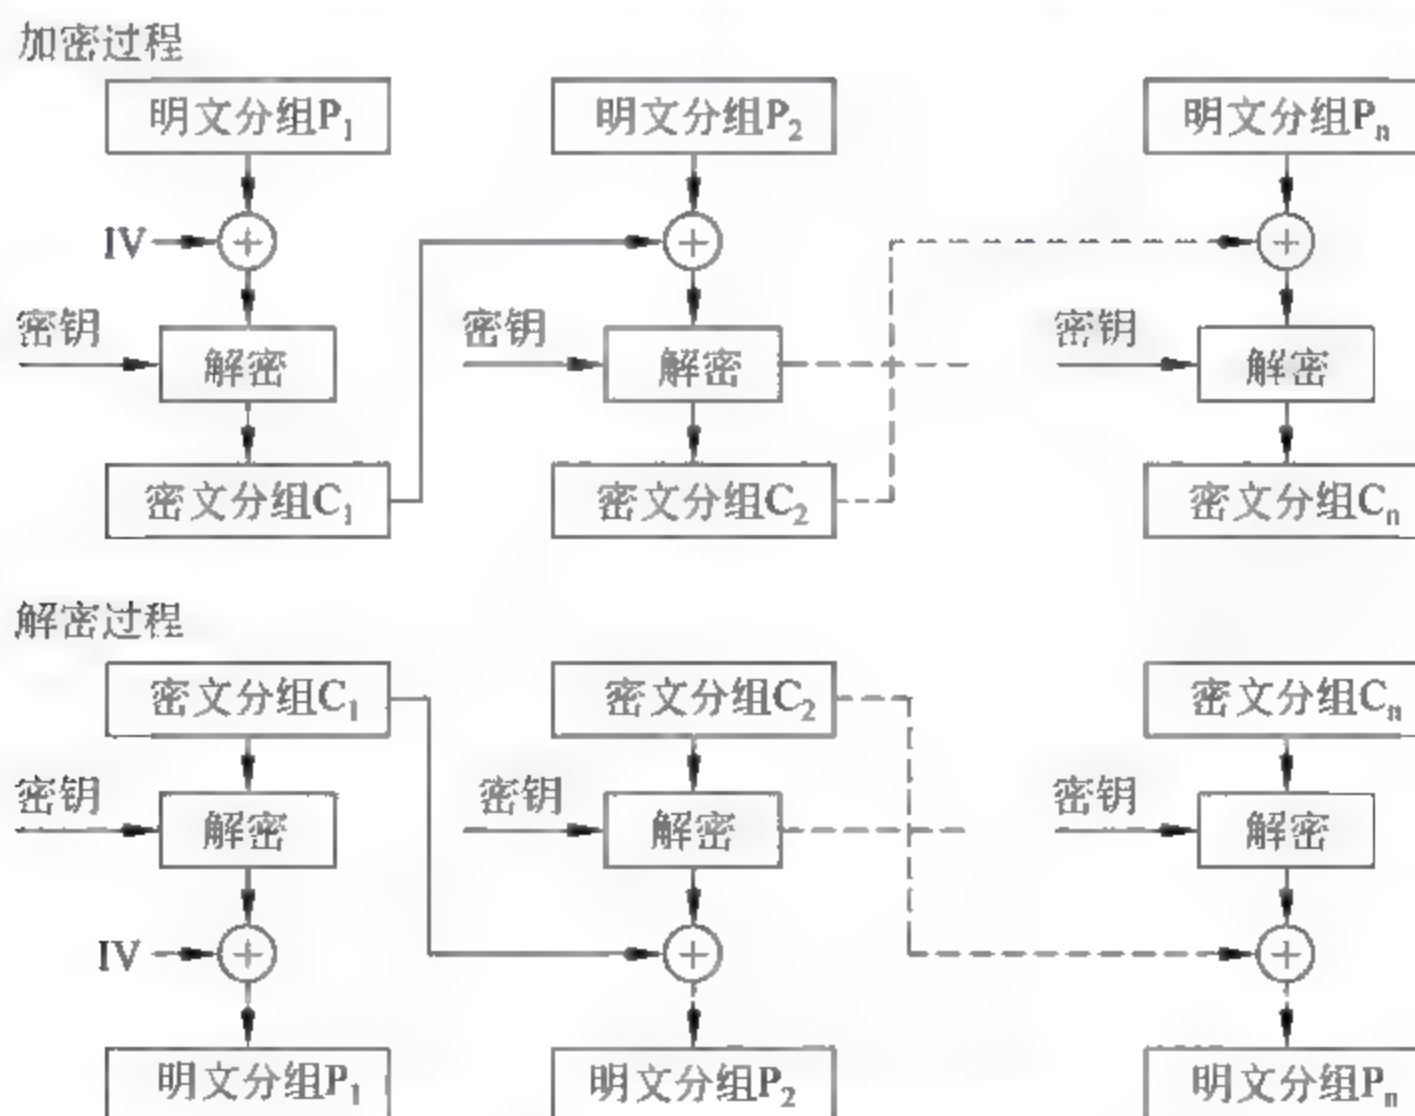 加密过程
明文分组P₁ 明文分组P₂ 明文分组Pₙ
IV
密钥 密钥 密钥
解密 解密 解密
密文分组C₁ 密文分组C₂ 密文分组Cₙ
解密过程
密文分组C₁ 密文分组C₂ 密文分组Cₙ
密钥 密钥 密钥
解密 解密 解密
IV
明文分组P₁ 明文分组P₂ 明文分组Pₙ